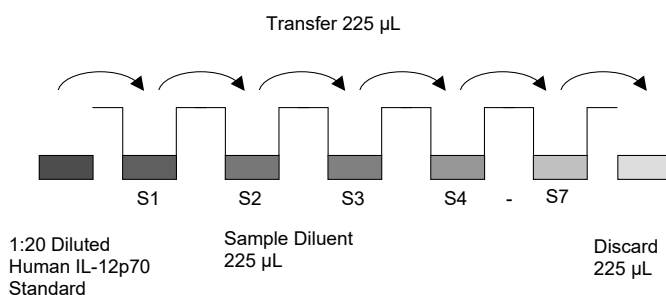 Transfer 225 µL
S1 S2 S3 S4 - S7
1:20 Diluted
Human IL-12p70
Standard
Sample Diluent
225 µL
Discard
225 µL